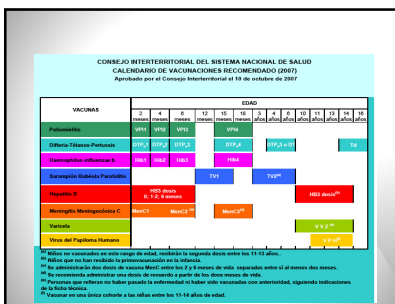 CONSEJO INTERTERRITORIAL DEL SISTEMA NACIONAL DE SALUD
CALENDARIO DE VACUNACIONES RECOMENDADO (2007)
Aprobado por el Consejo Interterritorial el 10 de octubre de 2007
VACUNAS
EDAD
2 meses 4 meses 6 meses 12 meses 15 meses 18 meses 3 años 4 años 6 años 10 años 11 años 13 años 14 años 16 años
Poliomielitis VPI1 VPI2 VPI3 VPI4
Difteria-Tétanos-Pertussis DTPa1 DTPa2 DTPa3 DTPa4 Td
Haemophilus influenzae b Hib1 Hib2 Hib3 Hib4
Sarampión Rubéola Parotiditis TV1 TV2(a)
Hepatitis B HB3 dosis 0, 1-2, 6 meses HB3 dosis(b)
Meningitis Meningocócica C MenC1
Varicela
Virus del Papiloma Humano
(a) Niños no vacunados en este rango de edad, recibirán la segunda dosis entre los 11-13 años.
(b) Niños que no han recibido la primovacunación en la infancia.
(c) Se administrarán dos dosis de vacuna MenC entre los 2 y 6 meses de vida separadas entre sí al menos dos meses.
(d) Se recomienda administrar una dosis de recuerdo a partir de los doce meses de vida.
(e) Personas que refieran no haber pasado la enfermedad ni haber sido vacunadas con anterioridad, siguiendo indicaciones de la ficha técnica.
(f) Vacunar en una única cohorte a las niñas entre los 11-14 años de edad.